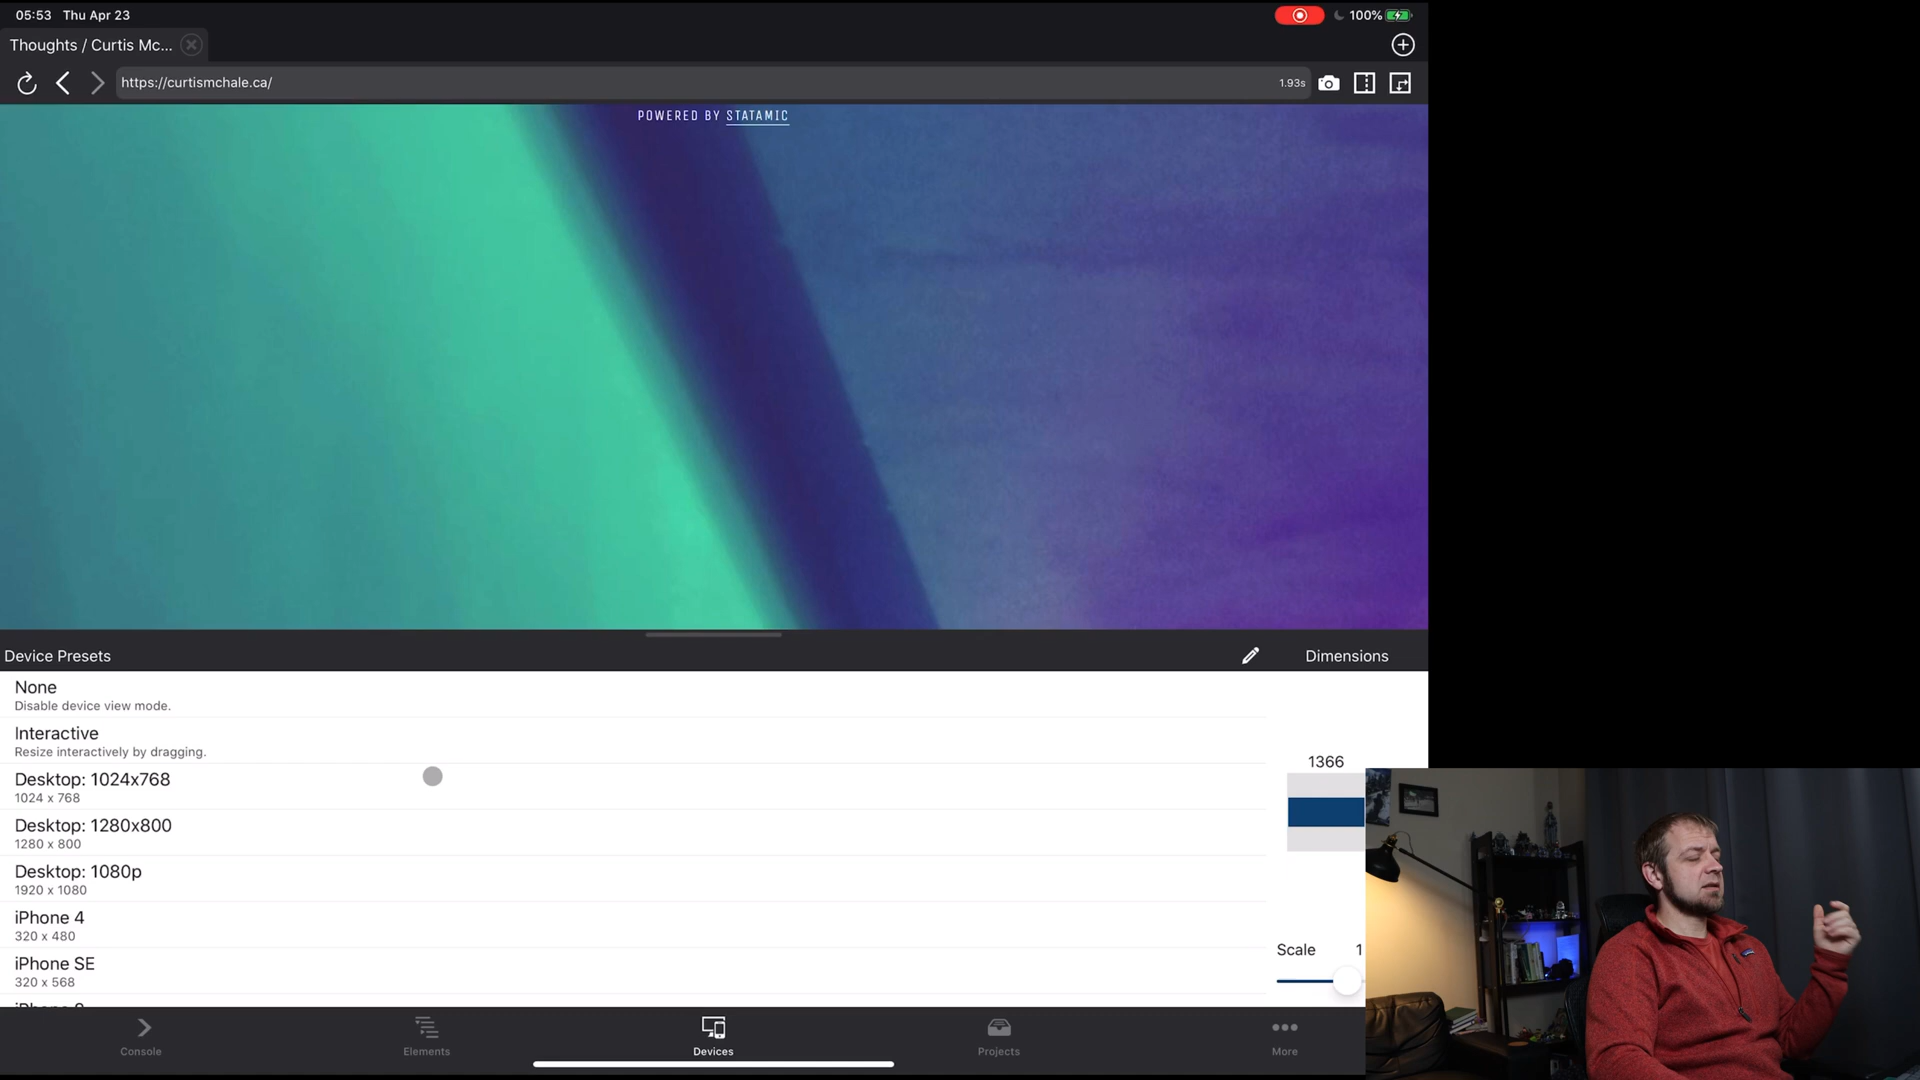 05:53 Thu Apr 23
100%
Thoughts / Curtis Mc...
https://curtismchale.ca/
1.93s
POWERED BY STATAMIC
Device Presets
Dimensions
None
Disable device view mode.
Interactive
Resize interactively by dragging.
Desktop: 1024x768
1024 x 768
Desktop: 1280x800
1280 x 800
Desktop: 1080p
1920 x 1080
iPhone 4
320 x 480
iPhone SE
320 x 568
1366
Scale 1
Console
Elements
Devices
Projects
More